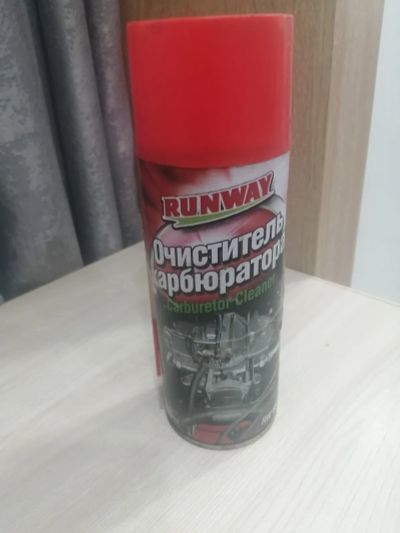 RUNWAY
Очиститель
карбюратора
Carburetor Cleaner